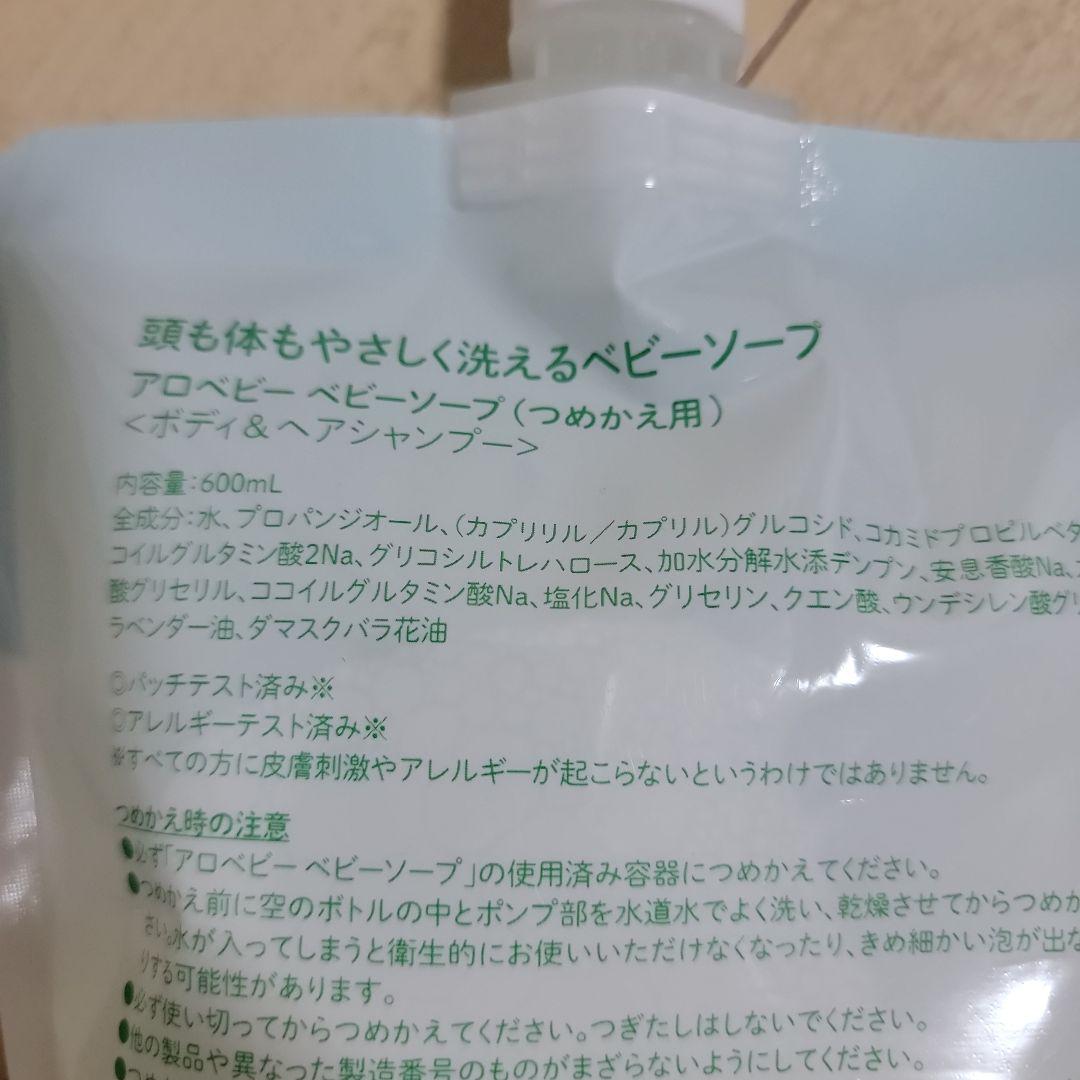 頭も体もやさしく洗えるベビーソープ
アロベビー ベビーソープ(つめかえ用)
<ボディ&ヘアシャンプー>
内容量:600mL
全成分:水、プロパンジオール、(カプリリル/カプリル)グルコシド、コカミドプロピルベタ
コイルグルタミン酸2Na、グリコシルトレハロース、加水分解水添デンプン、安息香酸Na、
酸グリセリル、ココイルグルタミン酸Na、塩化Na、グリセリン、クエン酸、ウンデシレン酸グリ
ラベンダー油、ダマスクバラ花油
◎パッチテスト済み※
◎アレルギーテスト済み※
※すべての方に皮膚刺激やアレルギーが起こらないというわけではありません。
つめかえ時の注意
●必ず「アロベビー ベビーソープ」の使用済み容器につめかえてください。
●つめかえ前に空のボトルの中とポンプ部を水道水でよく洗い、乾燥させてからつめか
さい。水が入ってしまうと衛生的にお使いいただけなくなったり、きめ細かい泡が出な
りする可能性があります。
●必ず使い切ってからつめかえてください。つぎたしはしないでください。
●他の製品や異なった製造番号のものがまざらないようにしてください。